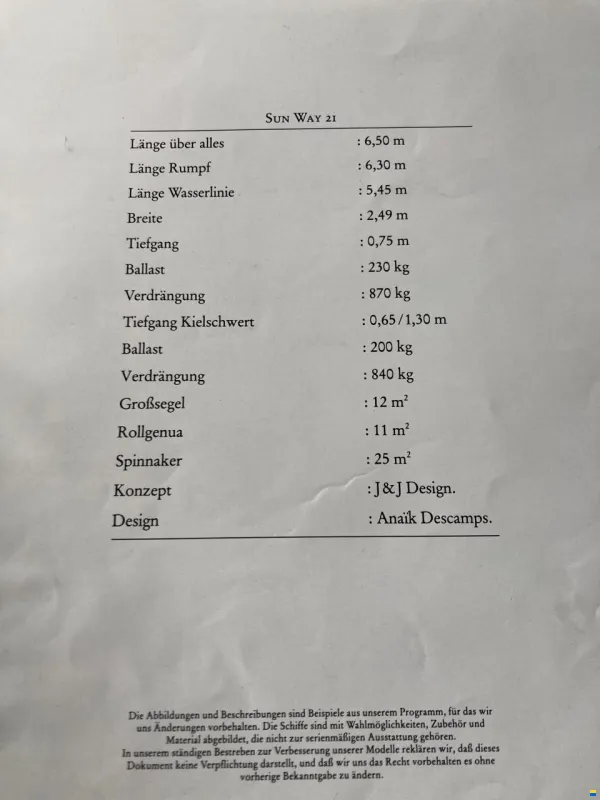 Sun Way 21
Länge über alles : 6,50 m
Länge Rumpf : 6,30 m
Länge Wasserlinie : 5,45 m
Breite : 2,49 m
Tiefgang : 0,75 m
Ballast : 230 kg
Verdrängung : 870 kg
Tiefgang Kielschwert : 0,65/1,30 m
Ballast : 200 kg
Verdrängung : 840 kg
Großsegel : 12 m²
Rollgenua : 11 m²
Spinnaker : 25 m²
Konzept : J&J Design.
Design : Anaïk Descamps.
Die Abbildungen und Beschreibungen sind Beispiele aus unserem Programm, für das wir
uns Änderungen vorbehalten. Die Schiffe sind mit Wahlmöglichkeiten, Zubehör und
Material abgebildet, die nicht zur serienmäßigen Ausstattung gehören.
In unserem ständigen Bestreben zur Verbesserung unserer Modelle reklären wir, daß dieses
Dokument keine Verpflichtung darstellt, und daß wir uns das Recht vorbehalten es ohne
vorherige Bekanntgabe zu ändern.